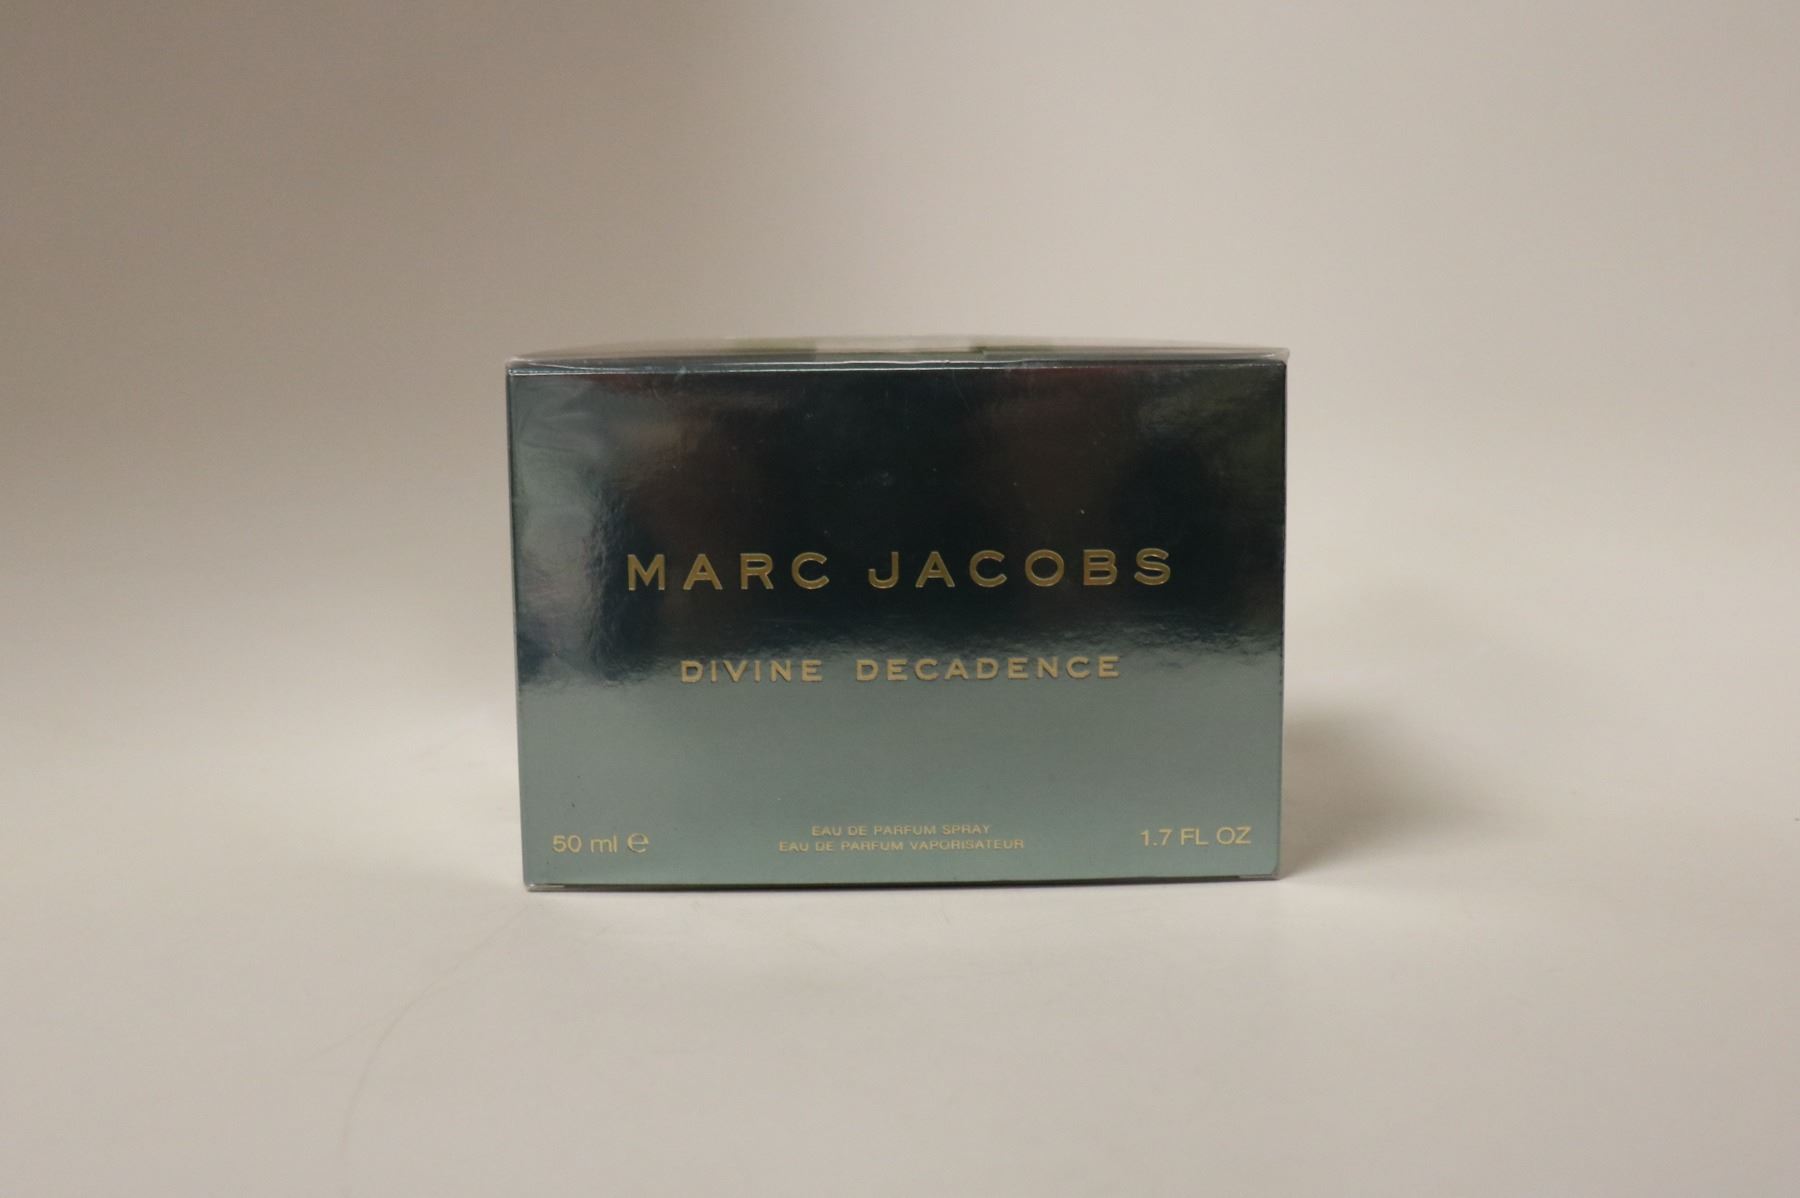 MARC JACOBS
DIVINE DECADENCE
EAU DE PARFUM SPRAY
EAU DE PARFUM VAPORISATEUR
50 ml ℮
1.7 FL OZ